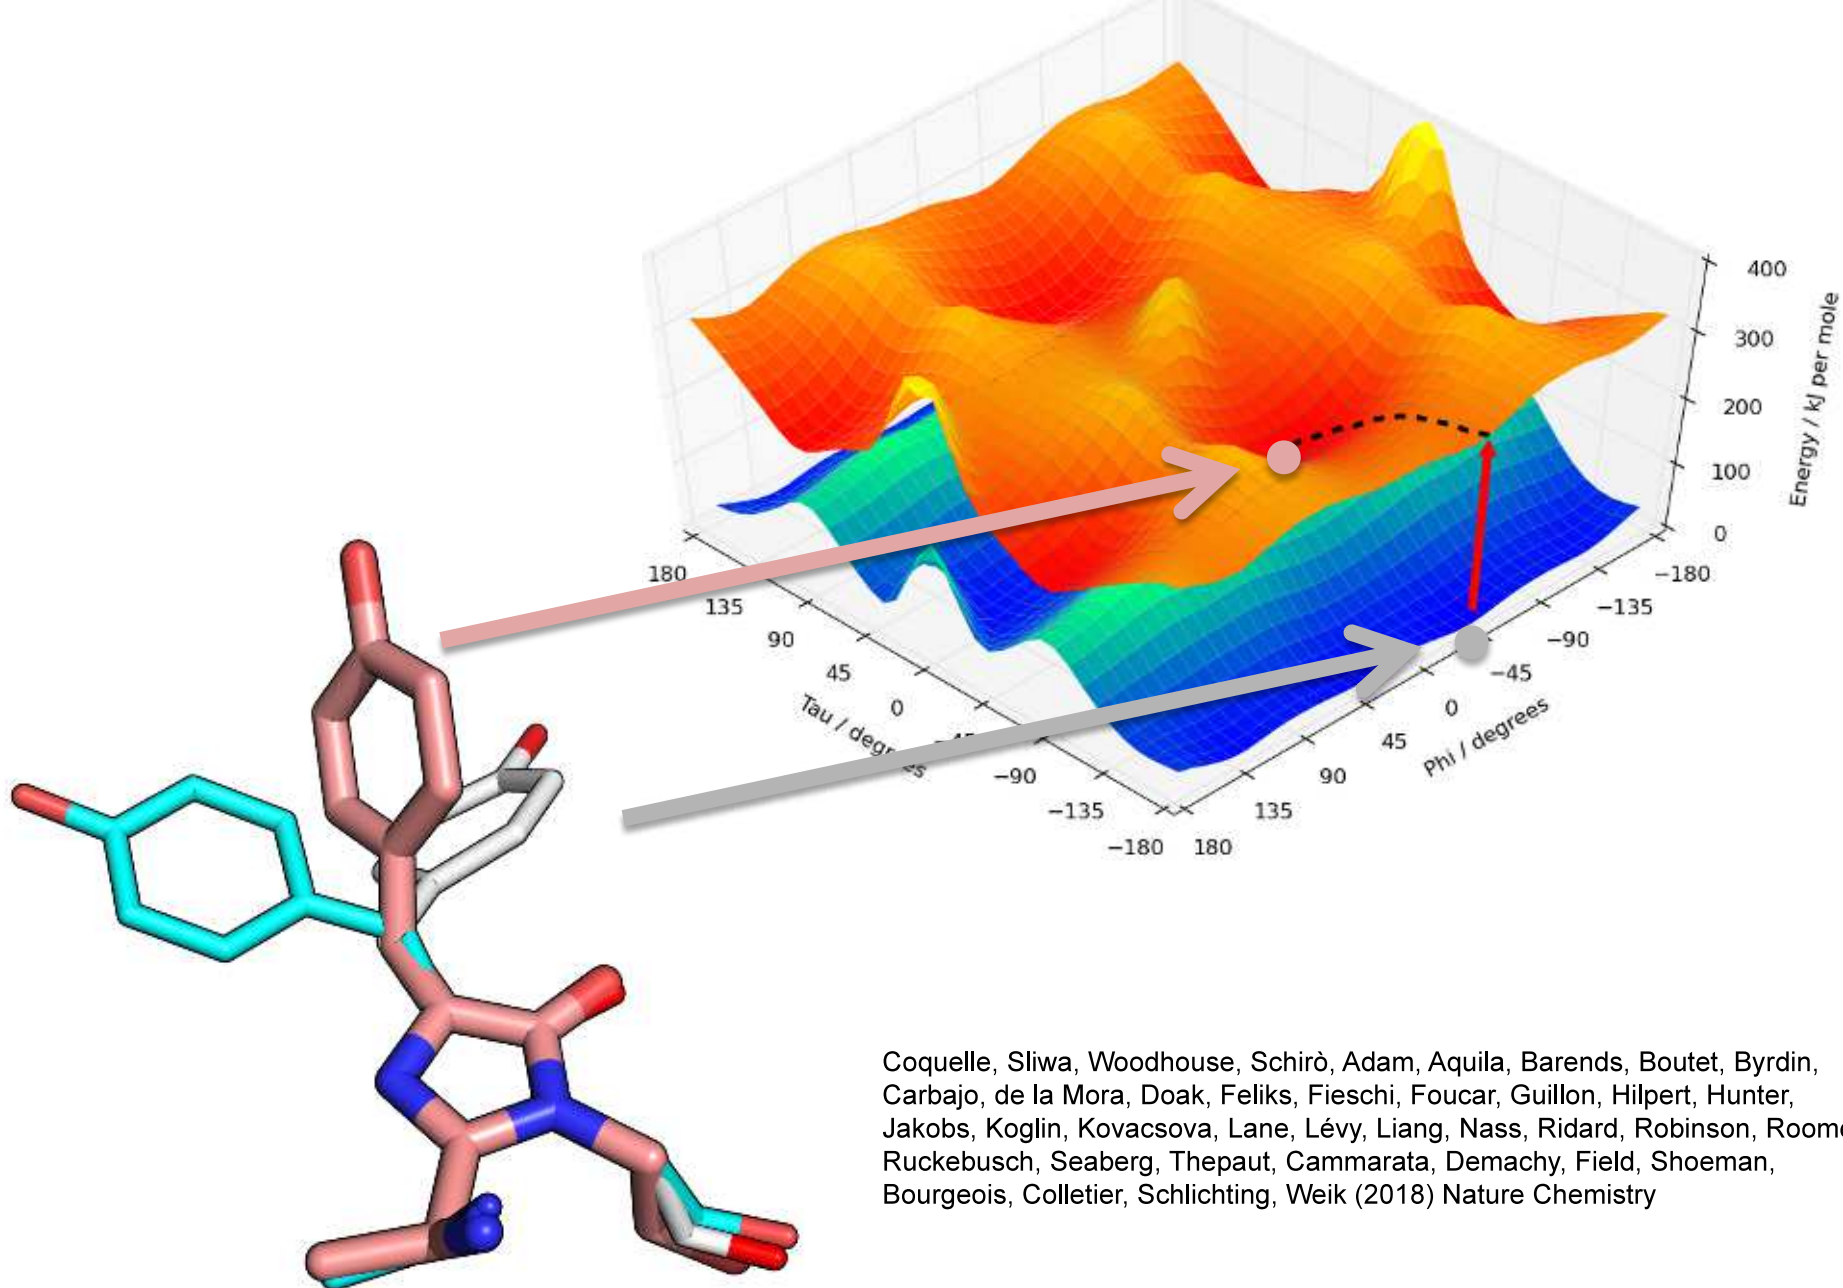 400
300
200
100
0
Energy / kJ per mole
180
135
90
45
0
−90
−135
−180
Tau / degrees
−180
−135
−90
−45
0
45
90
135
180
Phi / degrees
Coquelle, Sliwa, Woodhouse, Schirò, Adam, Aquila, Barends, Boutet, Byrdin,
Carbajo, de la Mora, Doak, Feliks, Fieschi, Foucar, Guillon, Hilpert, Hunter,
Jakobs, Koglin, Kovacsova, Lane, Lévy, Liang, Nass, Ridard, Robinson, Roome
Ruckebusch, Seaberg, Thepaut, Cammarata, Demachy, Field, Shoeman,
Bourgeois, Colletier, Schlichting, Weik (2018) Nature Chemistry